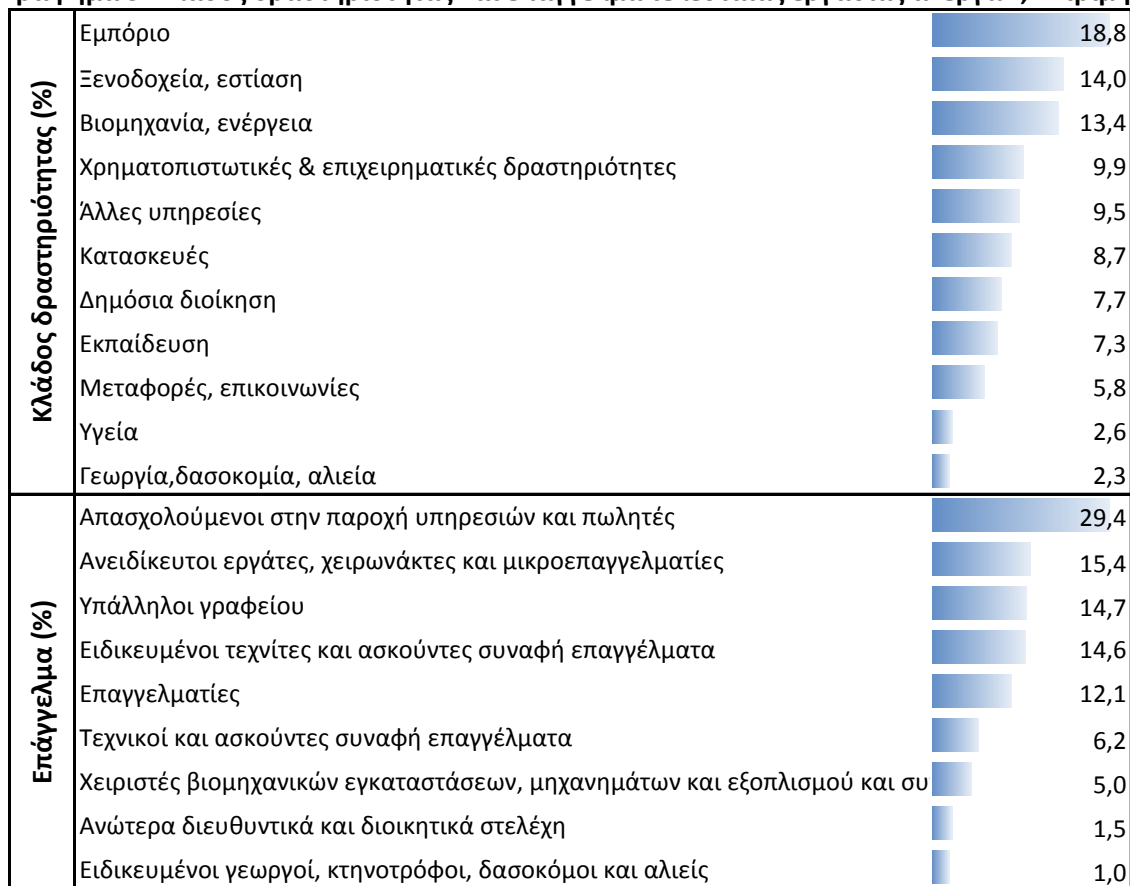 Κλάδος δραστηριότητας (%)
Εμπόριο 18,8
Ξενοδοχεία, εστίαση 14,0
Βιομηχανία, ενέργεια 13,4
Χρηματοπιστωτικές & επιχειρηματικές δραστηριότητες 9,9
Άλλες υπηρεσίες 9,5
Κατασκευές 8,7
Δημόσια διοίκηση 7,7
Εκπαίδευση 7,3
Μεταφορές, επικοινωνίες 5,8
Υγεία 2,6
Γεωργία,δασοκομία, αλιεία 2,3
Επάγγελμα (%)
Απασχολούμενοι στην παροχή υπηρεσιών και πωλητές 29,4
Ανειδίκευτοι εργάτες, χειρωνάκτες και μικροεπαγγελματίες 15,4
Υπάλληλοι γραφείου 14,7
Ειδικευμένοι τεχνίτες και ασκούντες συναφή επαγγέλματα 14,6
Επαγγελματίες 12,1
Τεχνικοί και ασκούντες συναφή επαγγέλματα 6,2
Χειριστές βιομηχανικών εγκαταστάσεων, μηχανημάτων και εξοπλισμού και συ 5,0
Ανώτερα διευθυντικά και διοικητικά στελέχη 1,5
Ειδικευμένοι γεωργοί, κτηνοτρόφοι, δασοκόμοι και αλιείς 1,0